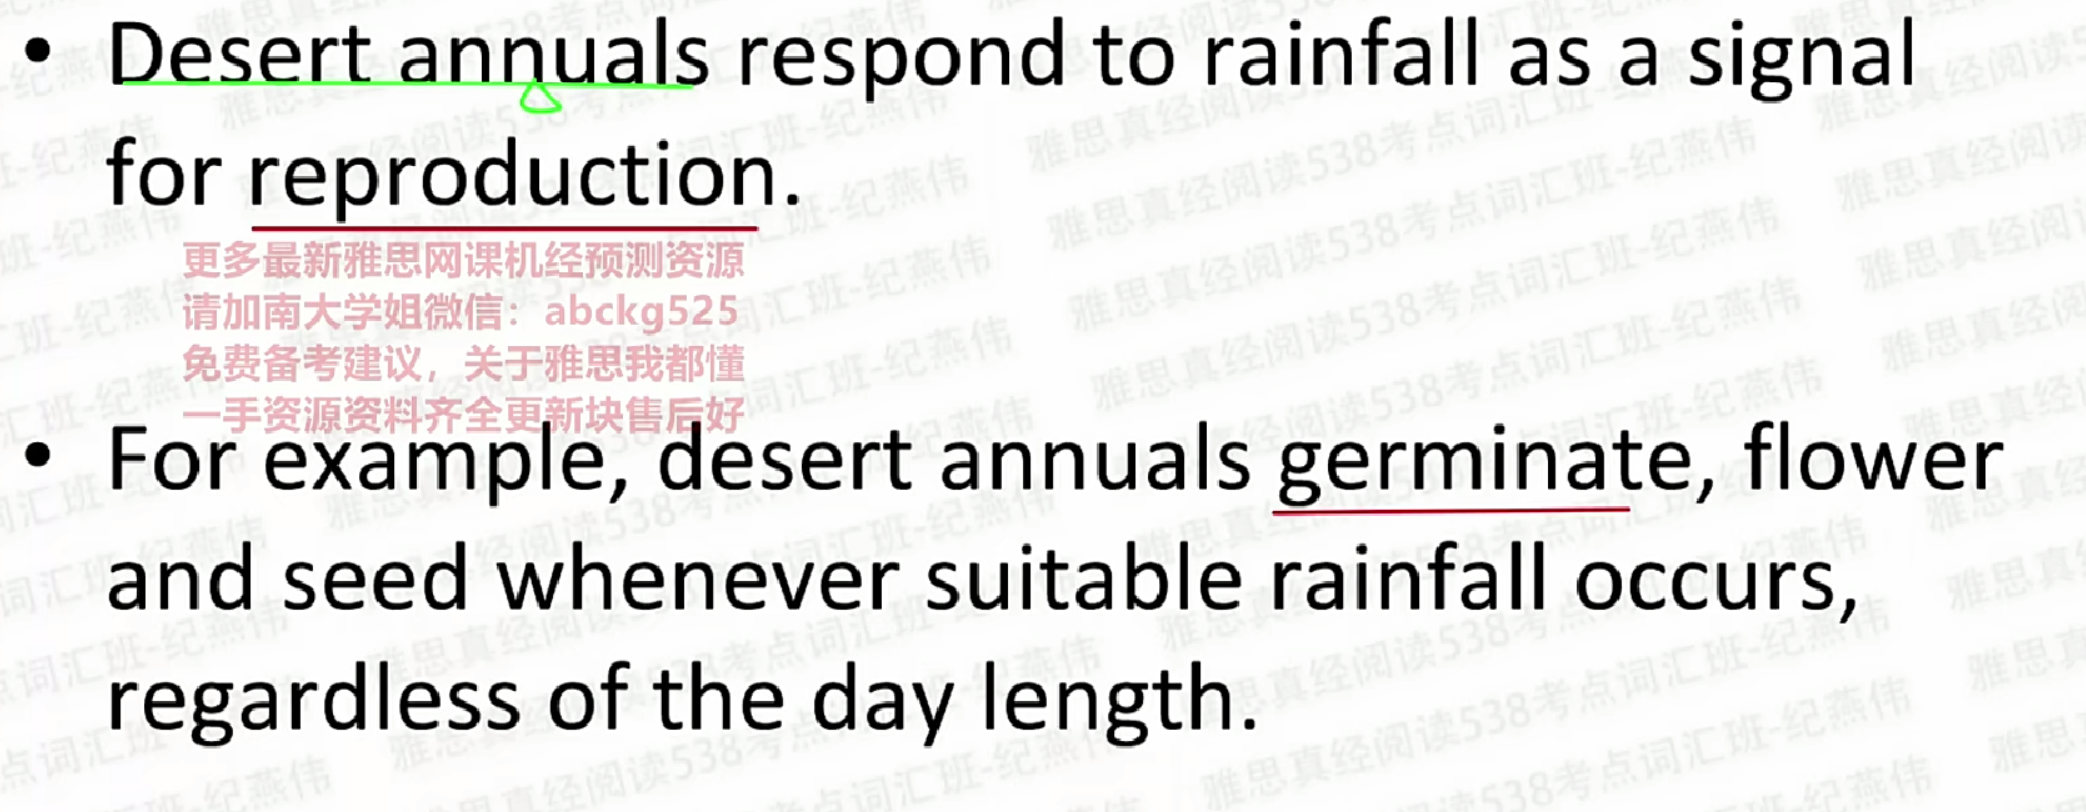 • Desert annuals respond to rainfall as a signal
for reproduction.
更多最新雅思网课机经预测资源
请加南大学姐微信：abckg525
免费备考建议，关于雅思我都懂
一手资源资料齐全更新块售后好
• For example, desert annuals germinate, flower
and seed whenever suitable rainfall occurs,
regardless of the day length.
雅思真经阅读538考点词汇班-纪燕伟